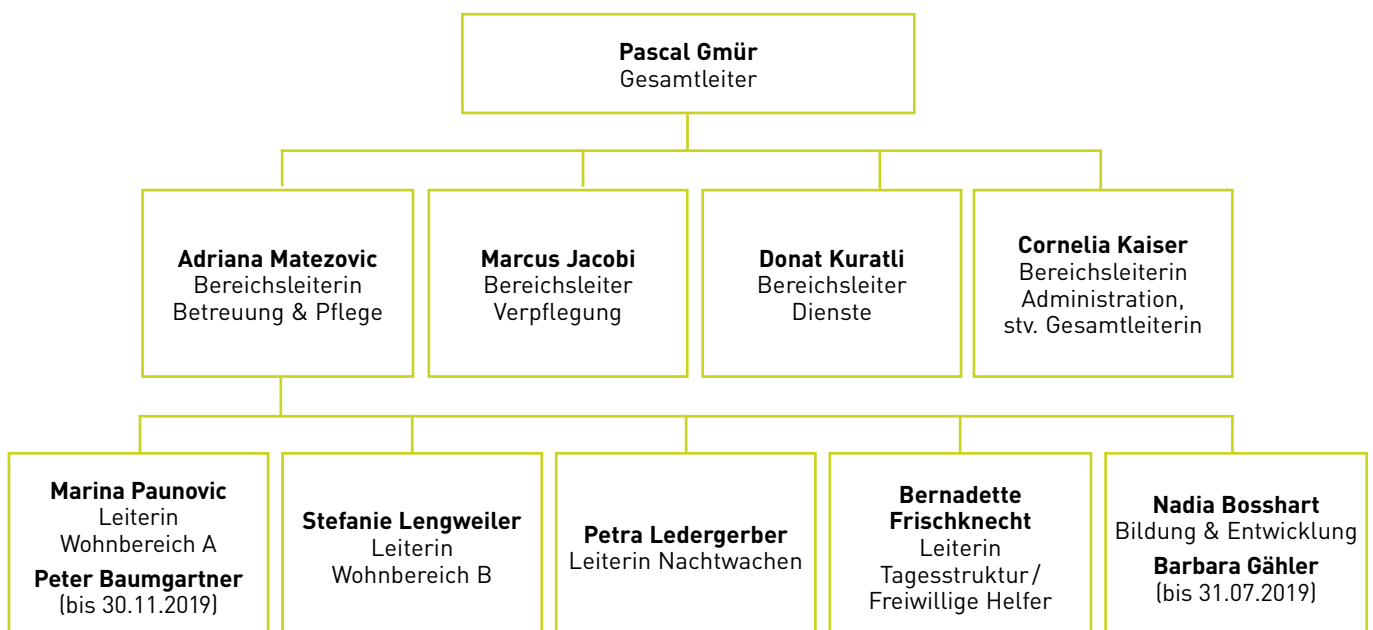 Pascal Gmür
Gesamtleiter
Adriana Matezovic
Bereichsleiterin
Betreuung & Pflege
Marcus Jacobi
Bereichsleiter
Verpflegung
Donat Kuratli
Bereichsleiter
Dienste
Cornelia Kaiser
Bereichsleiterin
Administration,
stv. Gesamtleiterin
Marina Paunovic
Leiterin
Wohnbereich A
Peter Baumgartner
(bis 30.11.2019)
Stefanie Lengweiler
Leiterin
Wohnbereich B
Petra Ledergerber
Leiterin Nachtwachen
Bernadette
Frischknecht
Leiterin
Tagesstruktur/
Freiwillige Helfer
Nadia Bosshart
Bildung & Entwicklung
Barbara Gähler
(bis 31.07.2019)